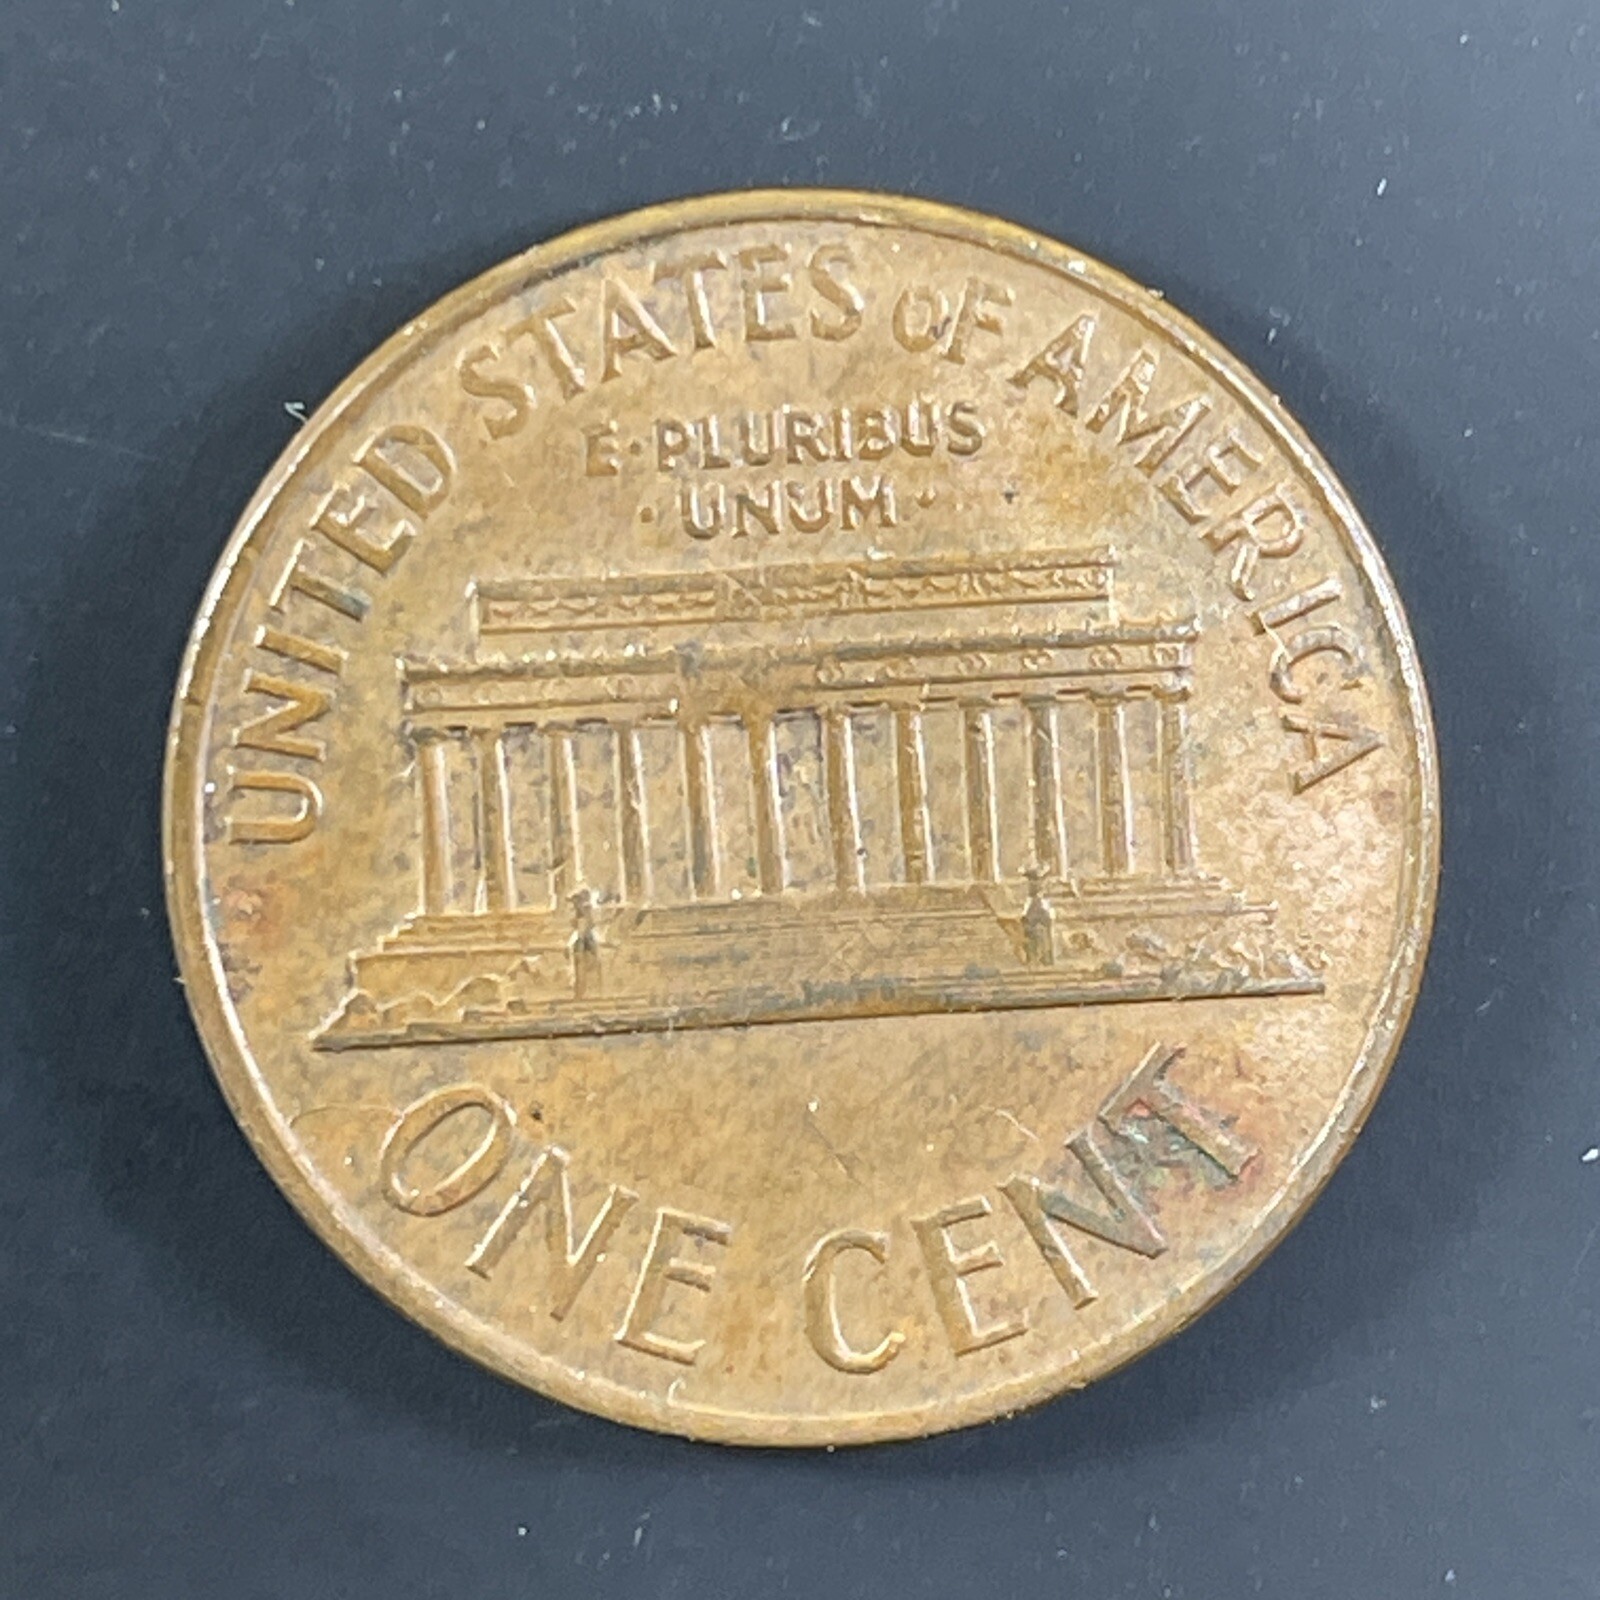 UNITED STATES OF AMERICA
E·PLURIBUS
·UNUM·
ONE CENT